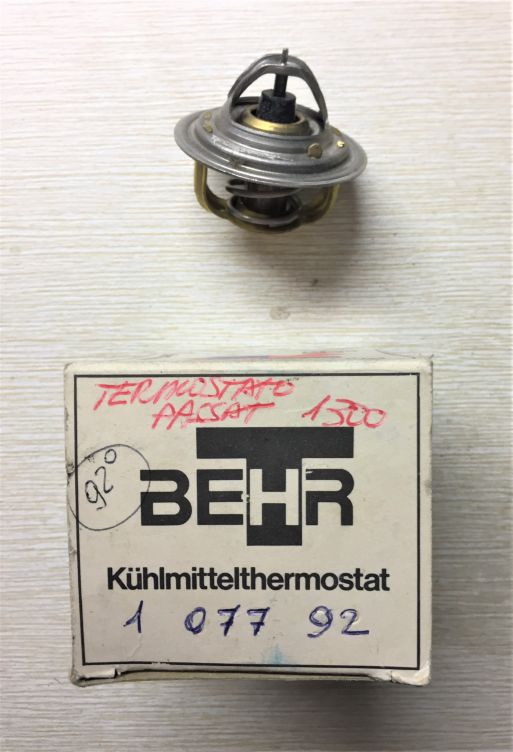 TERMOSTATO
PASSAT 1300
92°
BEHR
Kühlmittelthermostat
1 077 92